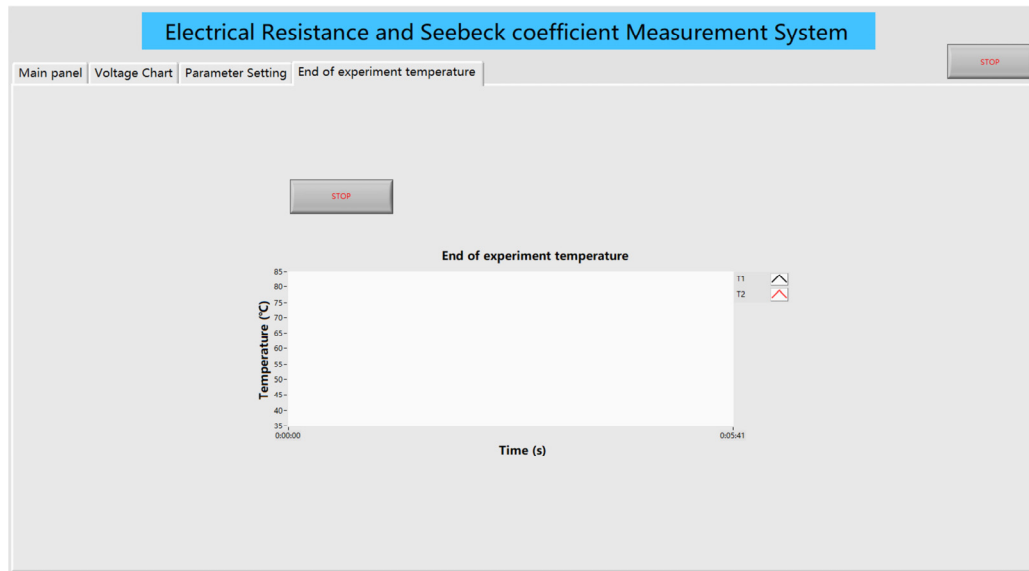 Electrical Resistance and Seebeck coefficient Measurement System
STOP
Main panel Voltage Chart Parameter Setting End of experiment temperature
STOP
End of experiment temperature
85
80
75
70
65
60
55
50
45
40
35
Temperature (°C)
T1
T2
0:00:00 0:05:41
Time (s)